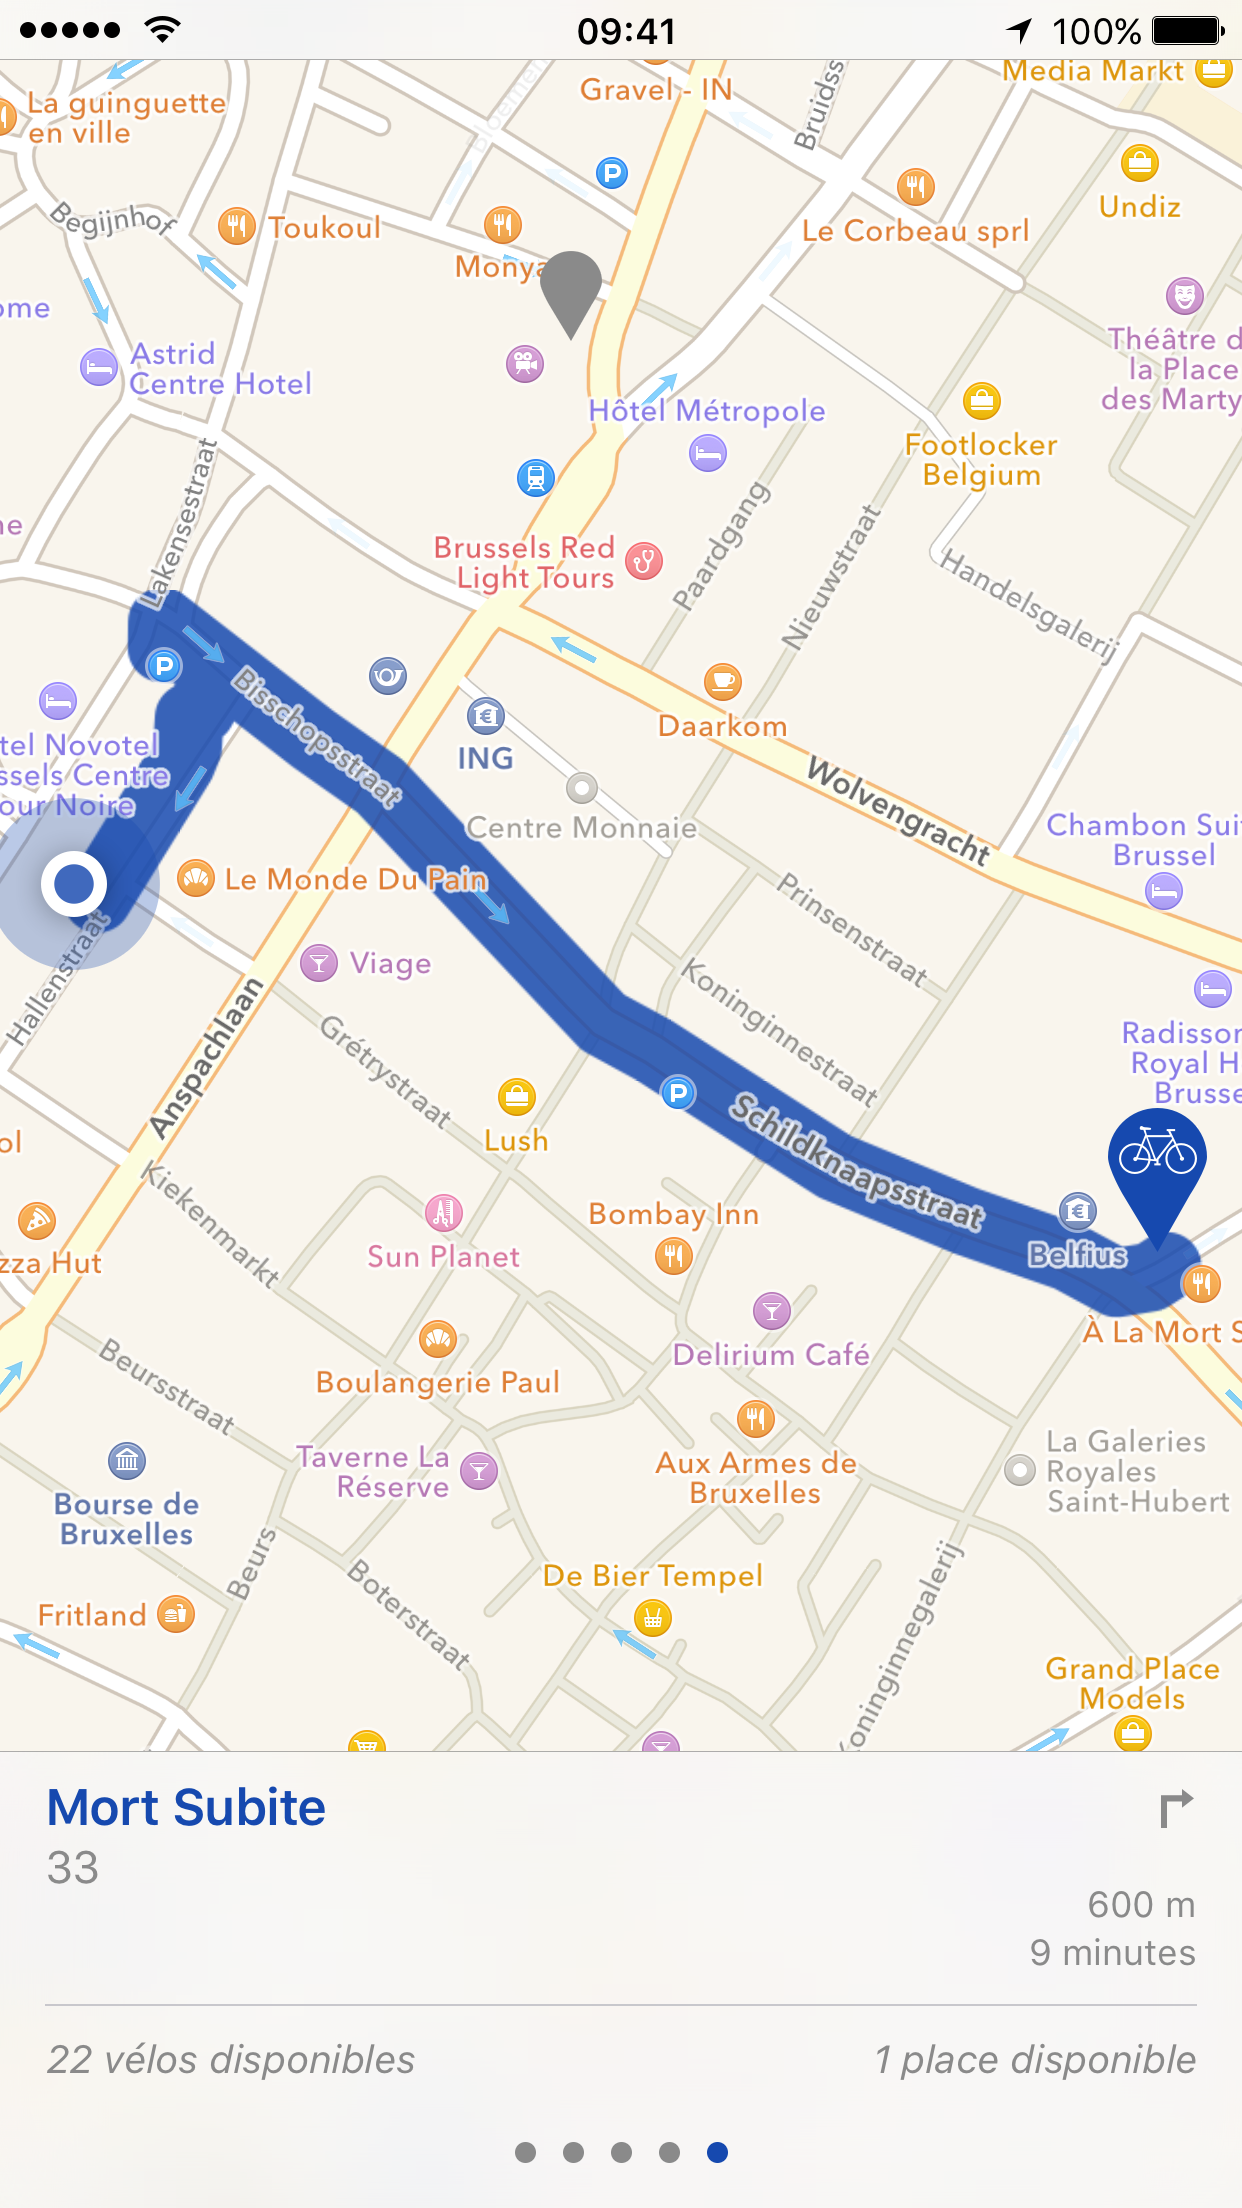 09:41
100%
Gravel - IN
Media Markt
La guinguette
en ville
Bloemen
Bruidss
Undiz
Begijnhof
Toukoul
Le Corbeau sprl
Monya
ome
Astrid
Centre Hotel
Théâtre d
la Place
des Marty
Hôtel Métropole
Footlocker
Belgium
Lakensestraat
ne
Paardgang
Nieuwstraat
Brussels Red
Light Tours
Handelsgalerij
P
P
Bisschopsstraat
tel Novotel
ssels Centre
our Noire
ING
Daarkom
Wolvengracht
Centre Monnaie
Chambon Sui
Brussel
Le Monde Du Pain
Prinsenstraat
Hallenstraat
Viage
Koninginnestraat
Anspachlaan
Grétrystraat
Radisson
Royal H
Brusse
P
Schildknaapsstraat
Lush
ol
Kiekenmarkt
Bombay Inn
Sun Planet
Belfius
zza Hut
À La Mort S
Delirium Café
Beursstraat
Boulangerie Paul
Taverne La
Réserve
Aux Armes de
Bruxelles
La Galeries
Royales
Saint-Hubert
Bourse de
Bruxelles
Beurs
Boterstraat
De Bier Tempel
Koninginnegalerij
Fritland
Grand Place
Models
Mort Subite
33
600 m
9 minutes
22 vélos disponibles
1 place disponible